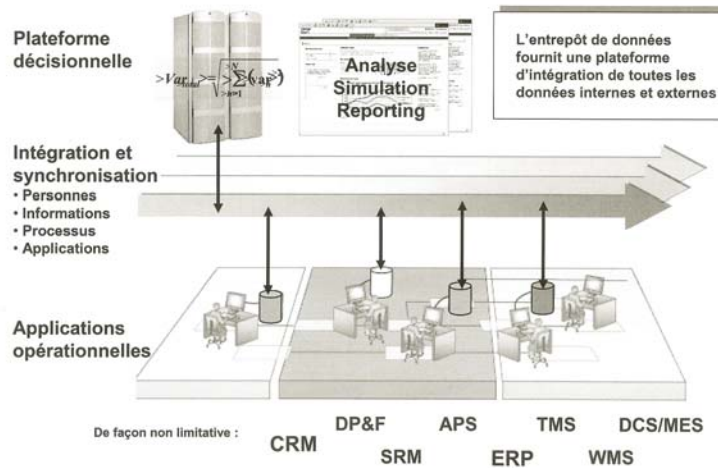 Plateforme
décisionnelle
Analyse
Simulation
Reporting
L'entrepôt de données
fournit une plateforme
d'intégration de toutes les
données internes et externes
Intégration et
synchronisation
• Personnes
• Informations
• Processus
• Applications
Applications
opérationnelles
De façon non limitative :
CRM
DP&F
SRM
APS
ERP
TMS
WMS
DCS/MES